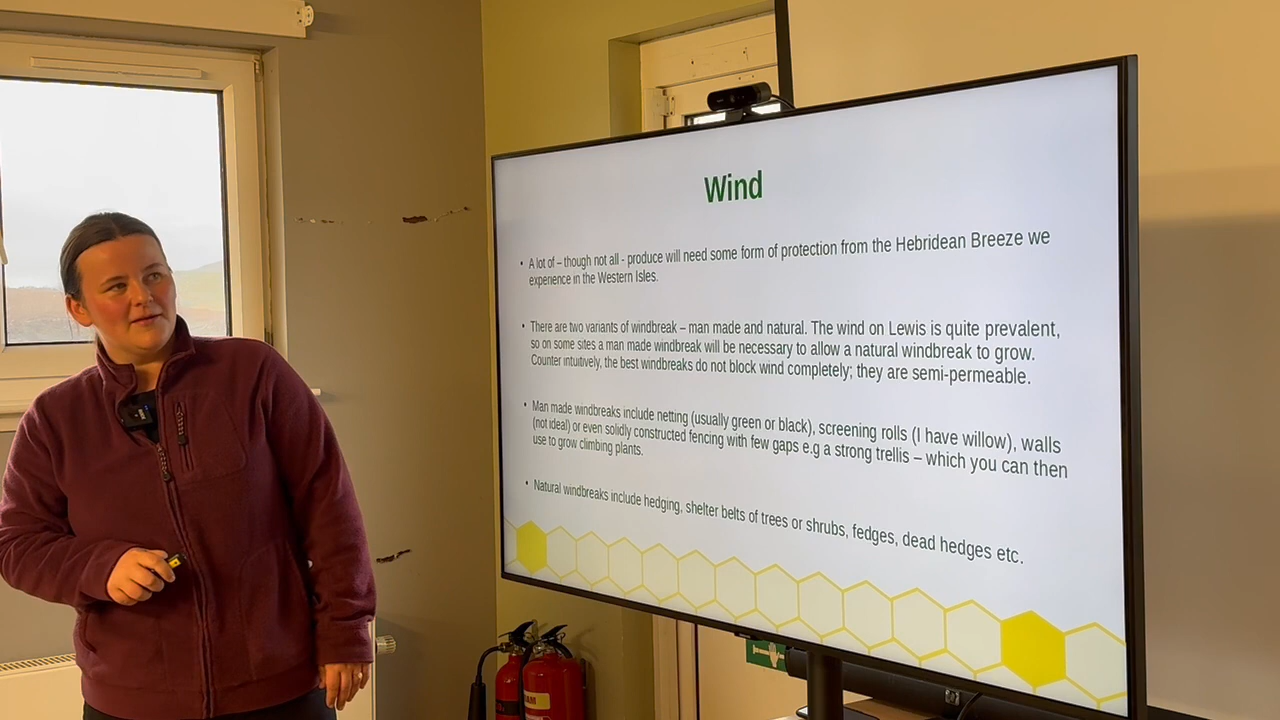 Wind
• A lot of – though not all - produce will need some form of protection from the Hebridean Breeze we
experience in the Western Isles.
• There are two variants of windbreak – man made and natural. The wind on Lewis is quite prevalent,
so on some sites a man made windbreak will be necessary to allow a natural windbreak to grow.
Counter intuitively, the best windbreaks do not block wind completely; they are semi-permeable.
• Man made windbreaks include netting (usually green or black), screening rolls (I have willow), walls
(not ideal) or even solidly constructed fencing with few gaps e.g a strong trellis – which you can then
use to grow climbing plants.
• Natural windbreaks include hedging, shelter belts of trees or shrubs, fedges, dead hedges etc.